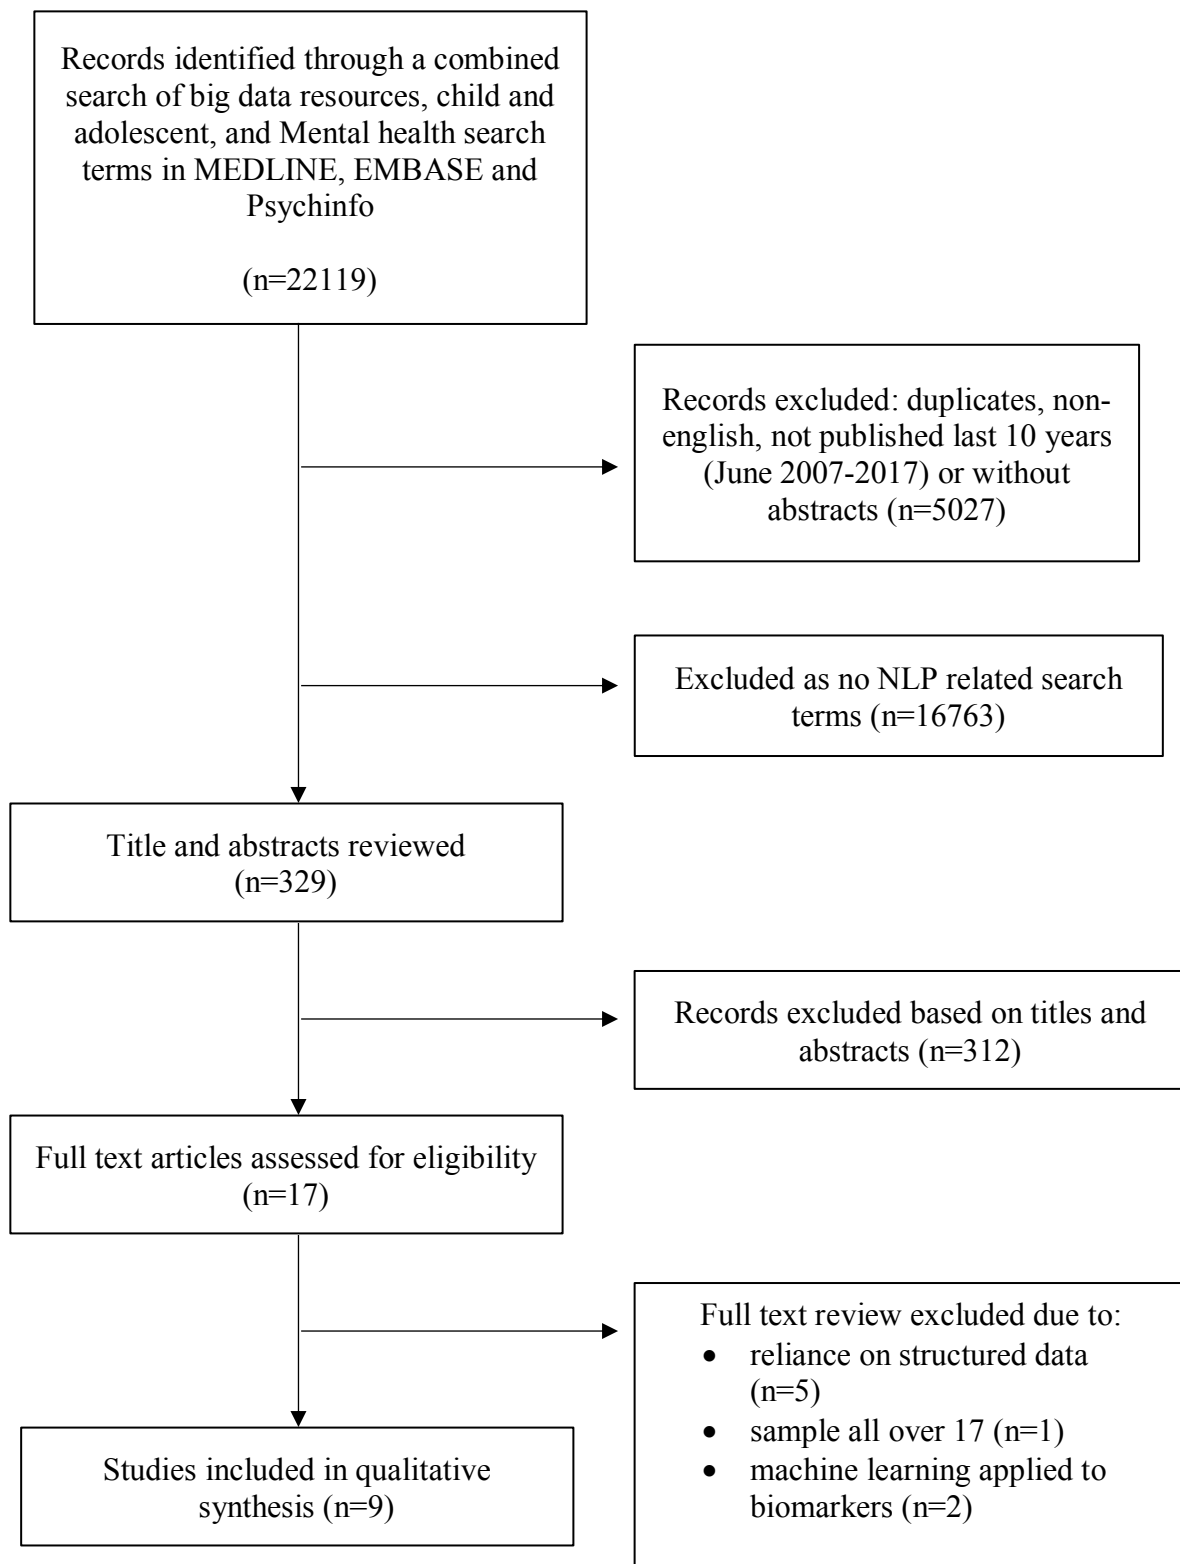 Records identified through a combined
search of big data resources, child and
adolescent, and Mental health search
terms in MEDLINE, EMBASE and
Psychinfo
(n=22119)
Records excluded: duplicates, non-
english, not published last 10 years
(June 2007-2017) or without
abstracts (n=5027)
Excluded as no NLP related search
terms (n=16763)
Title and abstracts reviewed
(n=329)
Records excluded based on titles and
abstracts (n=312)
Full text articles assessed for eligibility
(n=17)
Full text review excluded due to:
• reliance on structured data
(n=5)
• sample all over 17 (n=1)
• machine learning applied to
biomarkers (n=2)
Studies included in qualitative
synthesis (n=9)